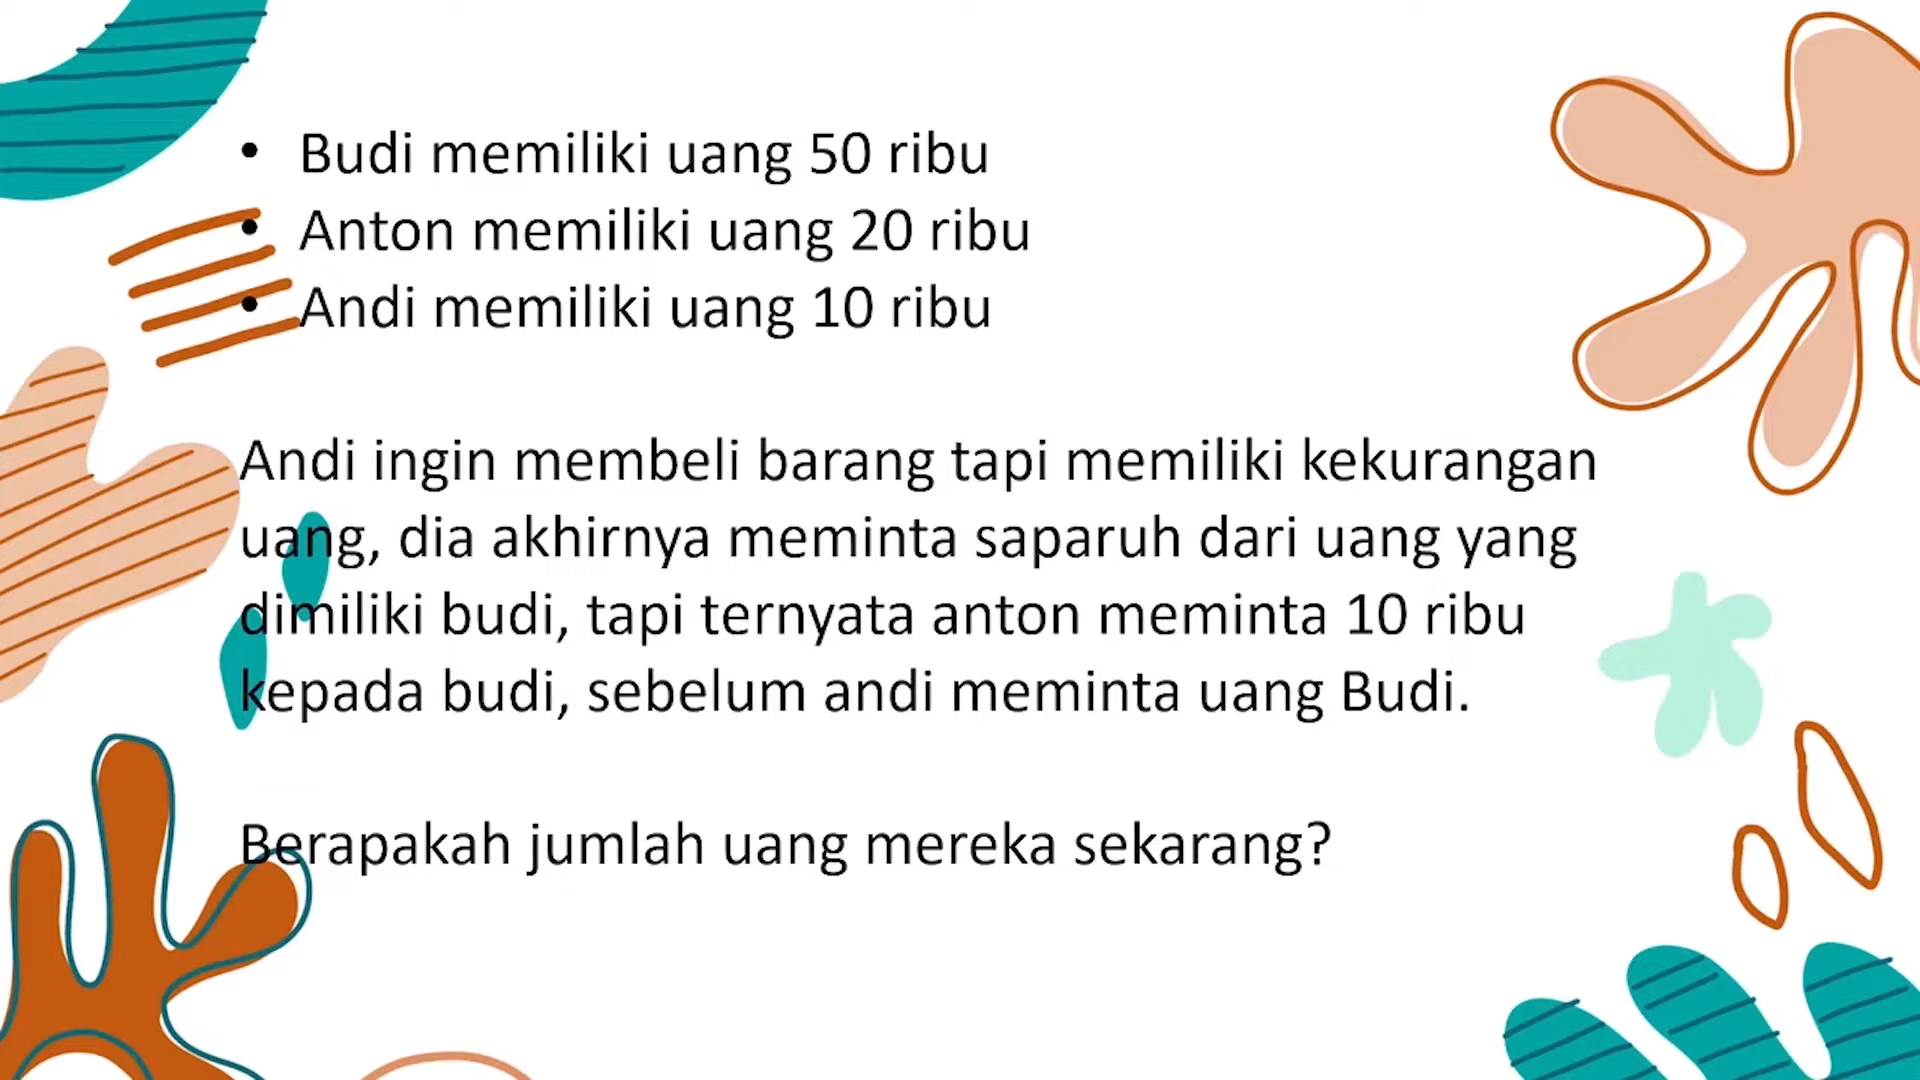 • Budi memiliki uang 50 ribu
• Anton memiliki uang 20 ribu
• Andi memiliki uang 10 ribu
Andi ingin membeli barang tapi memiliki kekurangan
uang, dia akhirnya meminta saparuh dari uang yang
dimiliki budi, tapi ternyata anton meminta 10 ribu
kepada budi, sebelum andi meminta uang Budi.
Berapakah jumlah uang mereka sekarang?